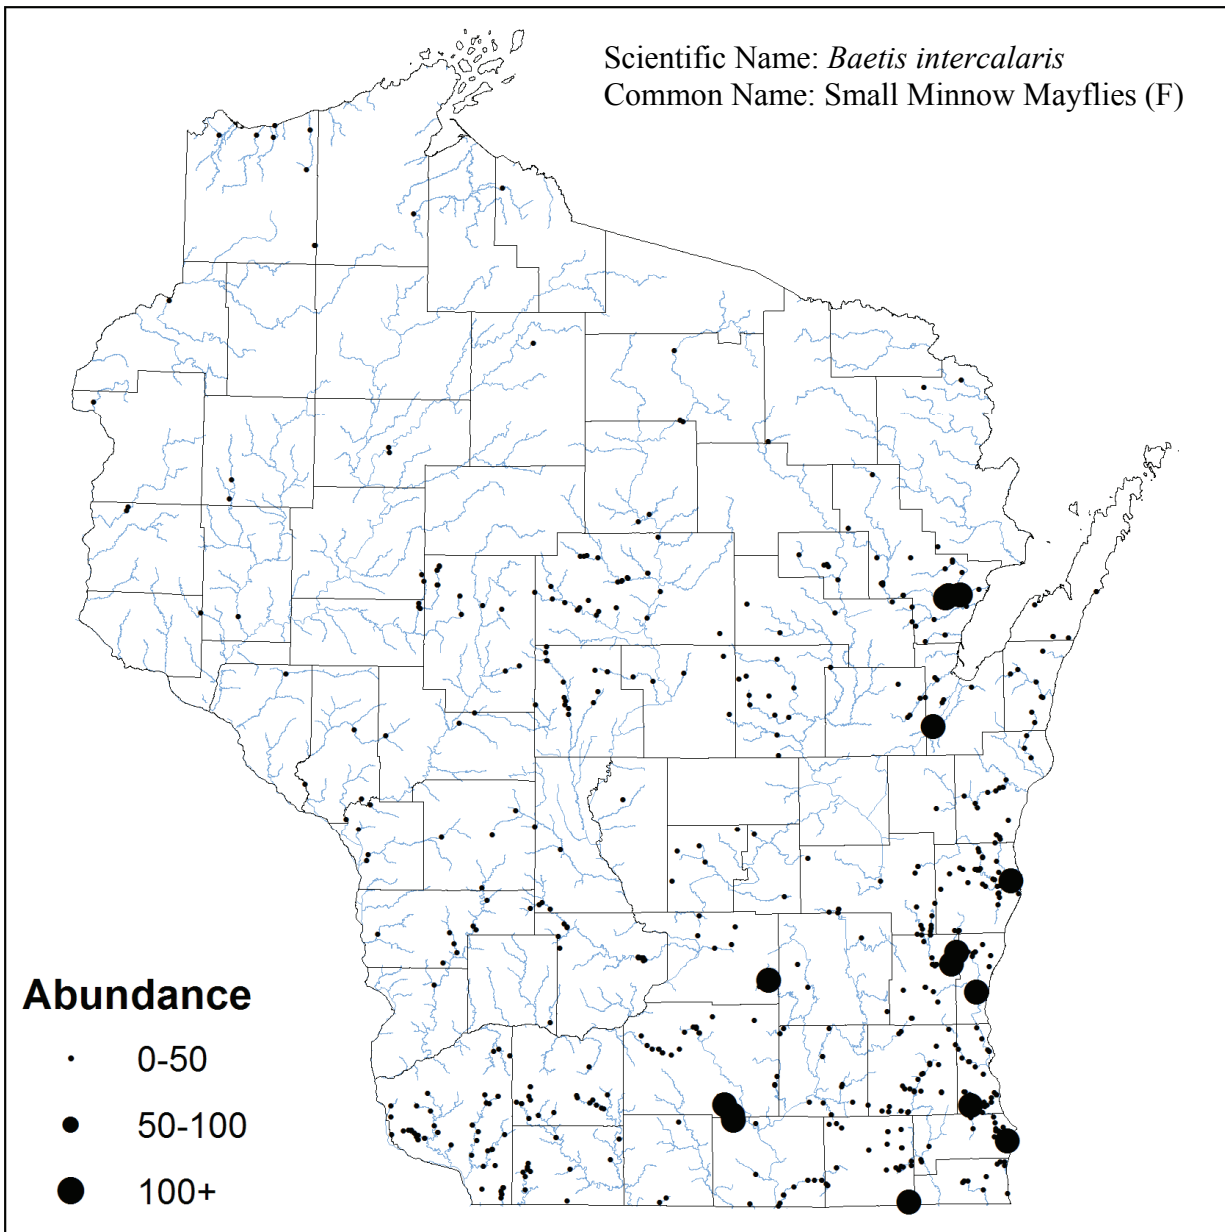 Scientific Name: Baetis intercalaris
Common Name: Small Minnow Mayflies (F)
Abundance
0-50
50-100
100+